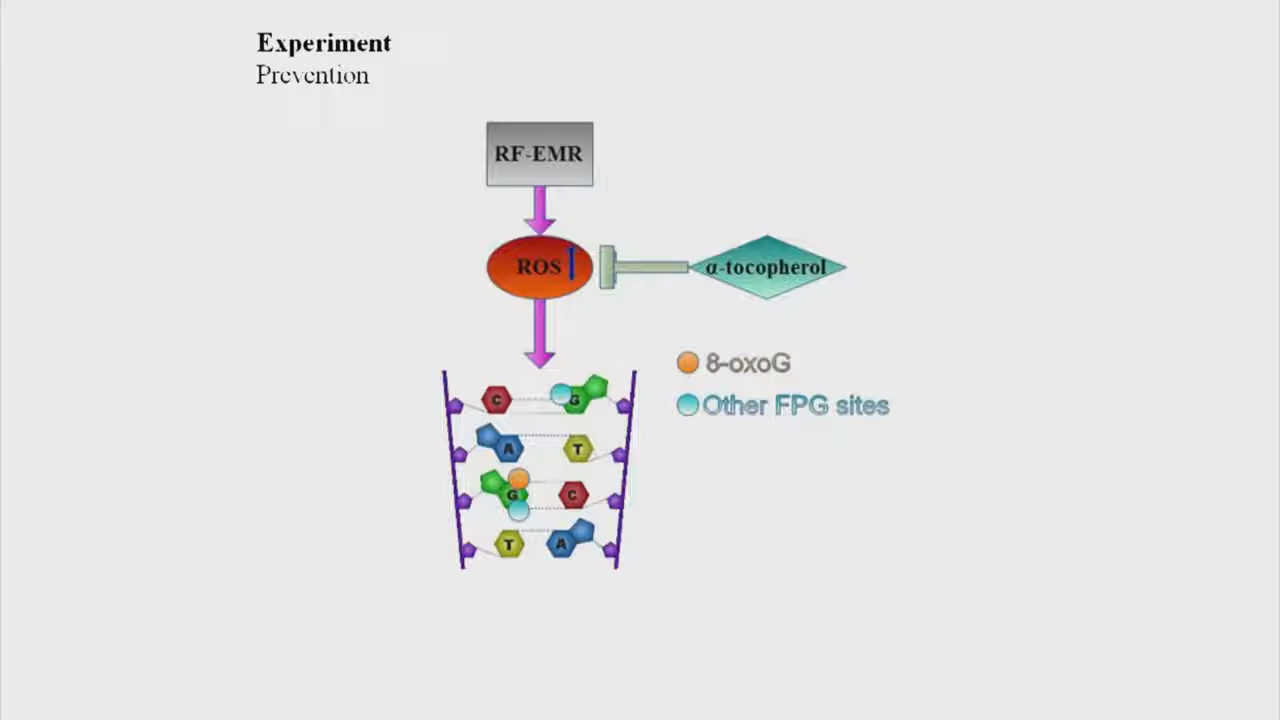 Experiment
Prevention
RF-EMR
ROS
α-tocopherol
8-oxoG
Other FPG sites
C
G
A
T
G
C
T
A